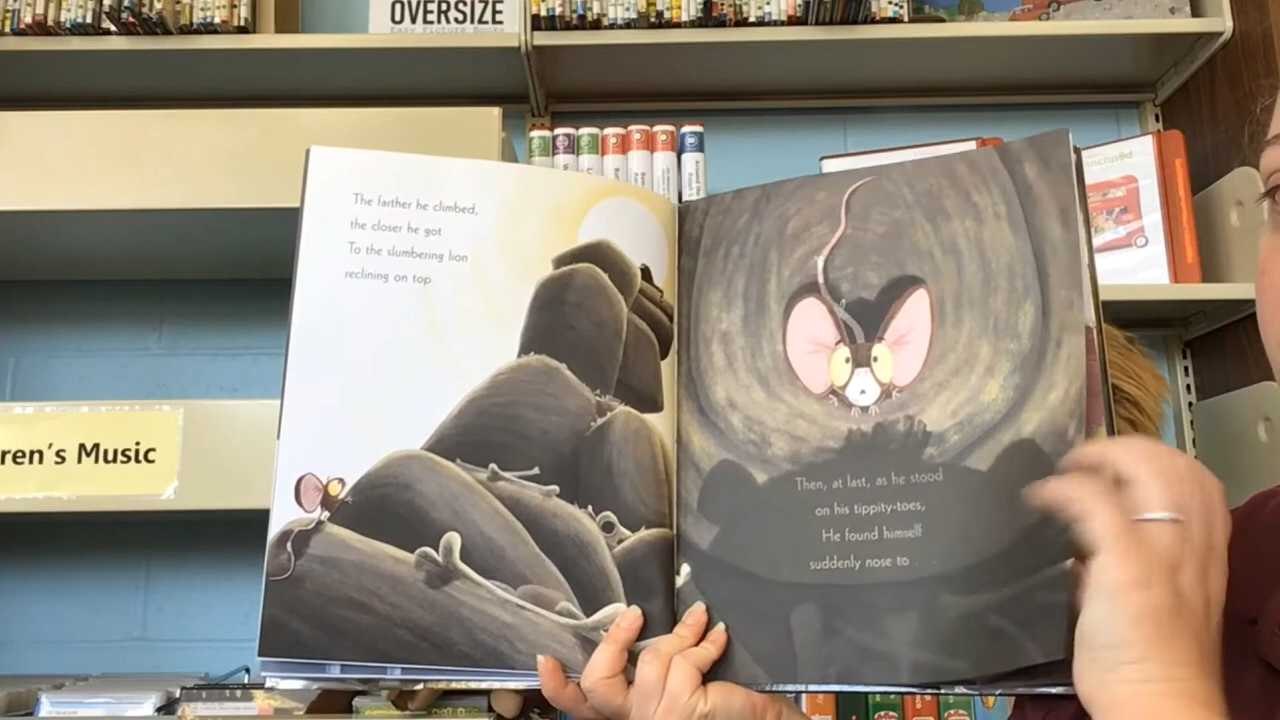 OVERSIZE
ren's Music
The farther he climbed,
the closer he got
To the slumbering lion
reclining on top
Then, at last, as he stood
on his tippity-toes,
He found himself
suddenly nose to